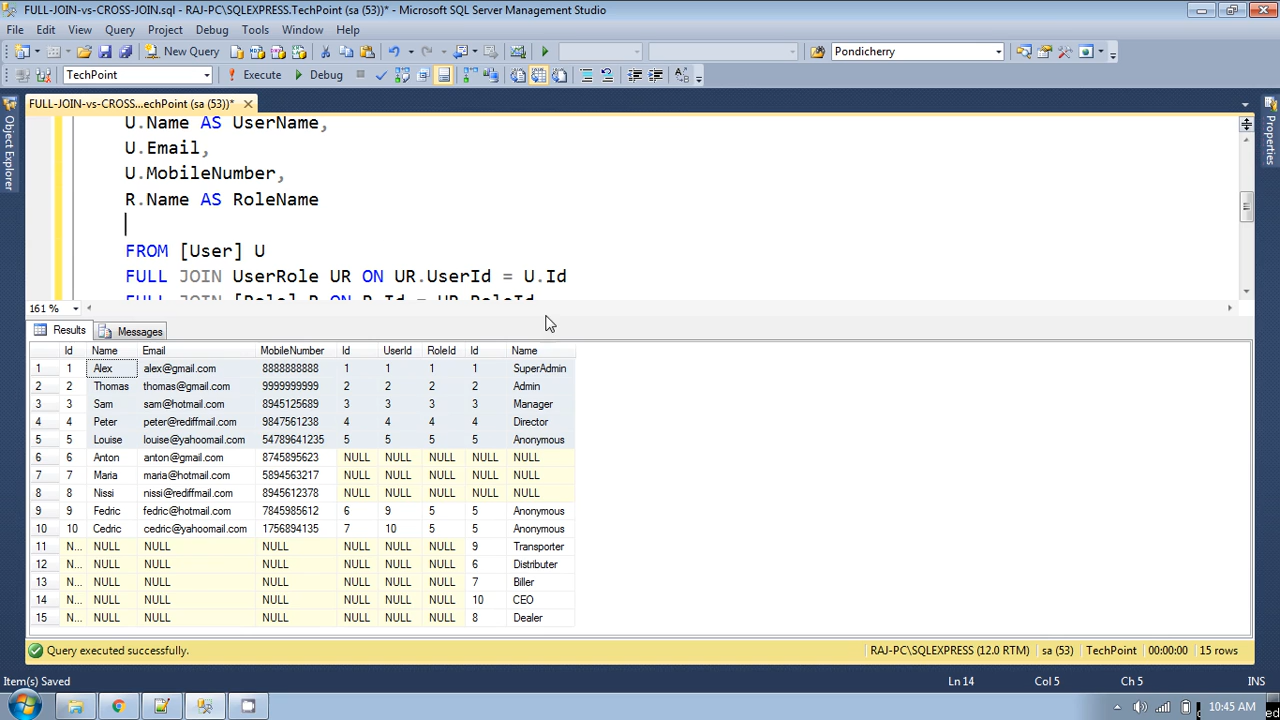 FULL-JOIN-vs-CROSS-JOIN.sql - RAJ-PC\SQLEXPRESS.TechPoint (sa (53))* - Microsoft SQL Server Management Studio
File Edit View Query Project Debug Tools Window Help
New Query Pondicherry
TechPoint Execute Debug
FULL-JOIN-vs-CROSS...echPoint (sa (53))*
Object Explorer
Properties
U.Name AS UserName,
U.Email,
U.MobileNumber,
R.Name AS RoleName
FROM [User] U
FULL JOIN UserRole UR ON UR.UserId = U.Id
FULL JOIN [Role] R ON R.Id = UR.RoleId
161 %
Results Messages
Id Name Email MobileNumber Id UserId RoleId Id Name
1 1 Alex alex@gmail.com 8888888888 1 1 1 1 SuperAdmin
2 2 Thomas thomas@gmail.com 9999999999 2 2 2 2 Admin
3 3 Sam sam@hotmail.com 8945125689 3 3 3 3 Manager
4 4 Peter peter@rediffmail.com 9847561238 4 4 4 4 Director
5 5 Louise louise@yahoomail.com 54789641235 5 5 5 5 Anonymous
6 6 Anton anton@gmail.com 8745895623 NULL NULL NULL NULL NULL
7 7 Maria maria@hotmail.com 5894563217 NULL NULL NULL NULL NULL
8 8 Nissi nissi@rediffmail.com 8945612378 NULL NULL NULL NULL NULL
9 9 Fedric fedric@hotmail.com 7845985612 6 9 5 5 Anonymous
10 10 Cedric cedric@yahoomail.com 1756894135 7 10 5 5 Anonymous
11 N... NULL NULL NULL NULL NULL NULL 9 Transporter
12 N... NULL NULL NULL NULL NULL NULL 6 Distributer
13 N... NULL NULL NULL NULL NULL NULL 7 Biller
14 N... NULL NULL NULL NULL NULL NULL 10 CEO
15 N... NULL NULL NULL NULL NULL NULL 8 Dealer
Query executed successfully. RAJ-PC\SQLEXPRESS (12.0 RTM) sa (53) TechPoint 00:00:00 15 rows
Item(s) Saved Ln 14 Col 5 Ch 5 INS
10:45 AM